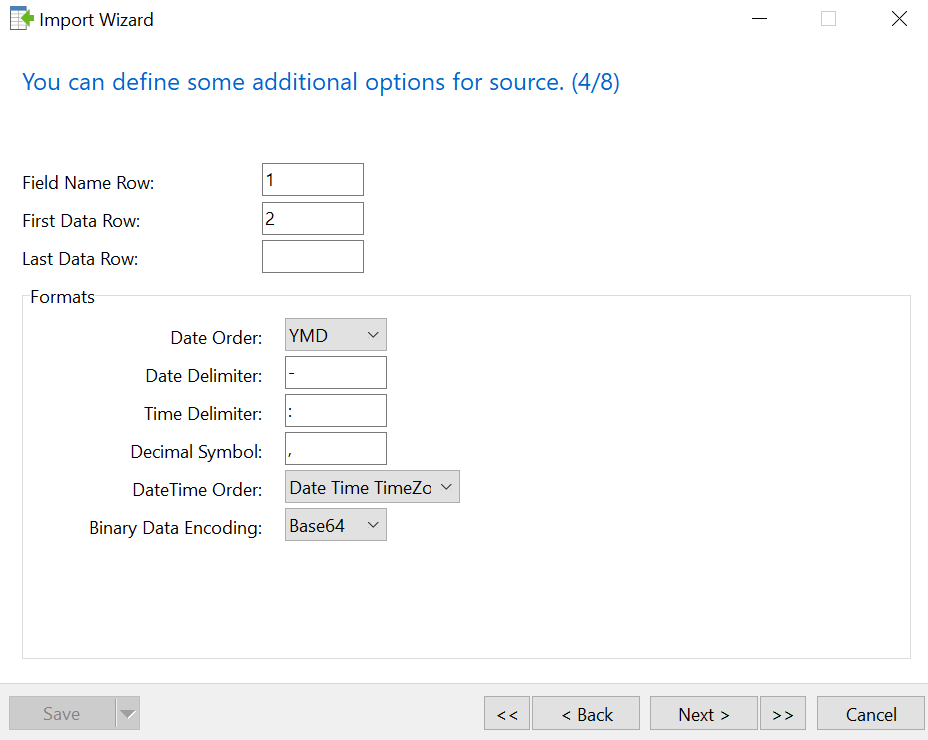 Import Wizard
You can define some additional options for source. (4/8)
Field Name Row: 1
First Data Row: 2
Last Data Row:
Formats
Date Order: YMD
Date Delimiter: -
Time Delimiter: :
Decimal Symbol: ,
DateTime Order: Date Time TimeZo
Binary Data Encoding: Base64
Save << < Back Next > >> Cancel